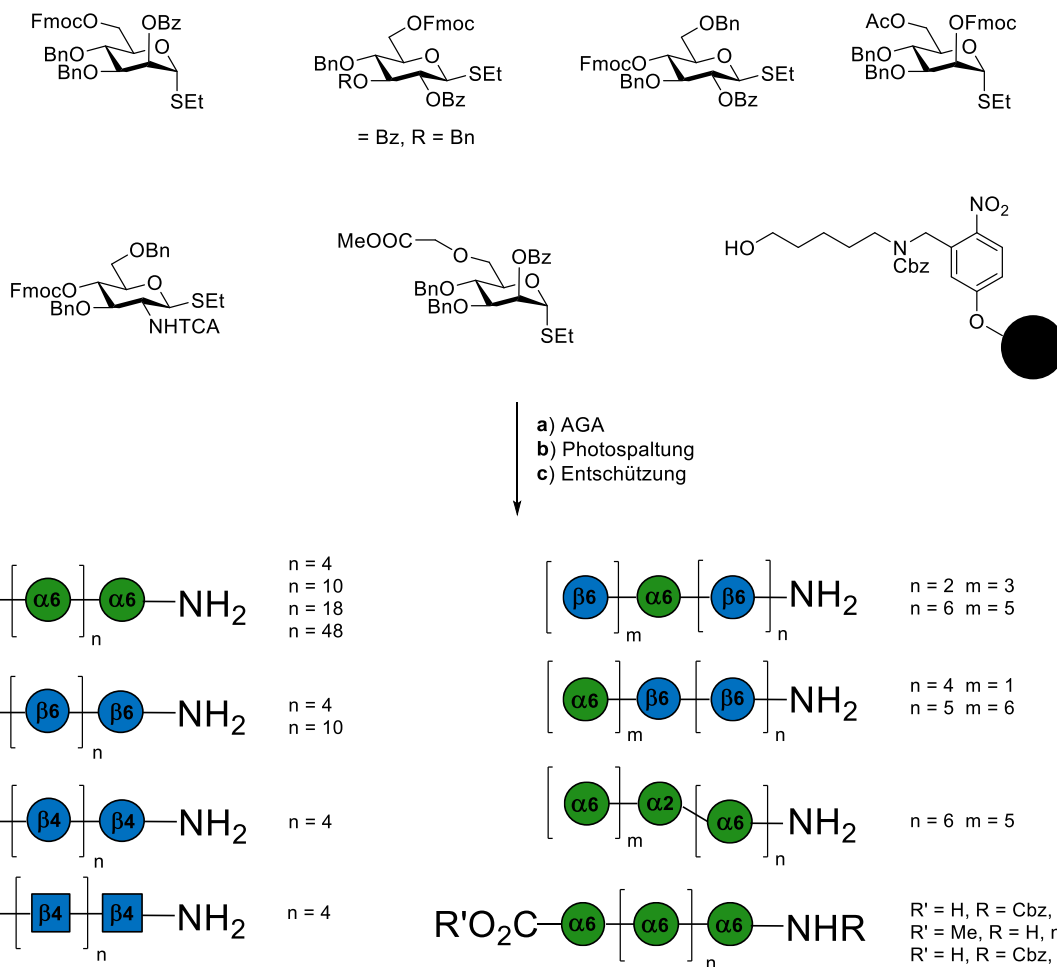 FmocO
OBz
BnO
BnO
O
SEt
OFmoc
BnO
RO
O
SEt
OBz
= Bz, R = Bn
OBn
FmocO
BnO
O
SEt
OBz
AcO
OFmoc
BnO
BnO
O
SEt
OBn
FmocO
BnO
O
SEt
NHTCA
MeOOC
O
OBz
BnO
BnO
O
SEt
NO2
HO
N
Cbz
O
a) AGA
b) Photospaltung
c) Entschützung
[α6]n α6 NH2
n = 4
n = 10
n = 18
n = 48
[β6]m α6 [β6]n NH2
n = 2 m = 3
n = 6 m = 5
[β6]n β6 NH2
n = 4
n = 10
[α6]m β6 [β6]n NH2
n = 4 m = 1
n = 5 m = 6
[β4]n β4 NH2
n = 4
[α6]m α2 [α6]n NH2
n = 6 m = 5
[β4]n β4 NH2
n = 4
R'O2C α6 [α6]n α6 NHR
R' = H, R = Cbz,
R' = Me, R = H, n
R' = H, R = Cbz,